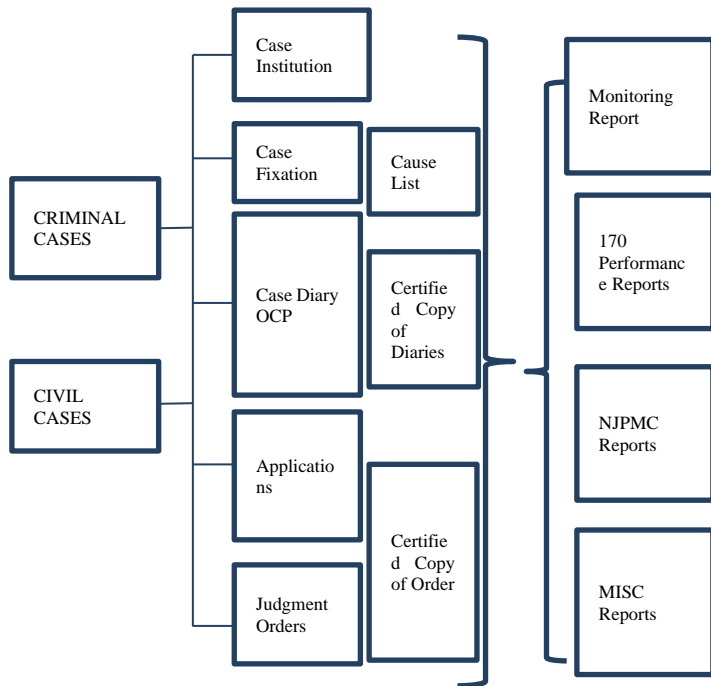 CRIMINAL
CASES
CIVIL
CASES
Case
Institution
Case
Fixation
Case Diary
OCP
Applicatio
ns
Judgment
Orders
Cause
List
Certifie
d Copy
of
Diaries
Certifie
d Copy
of Order
Monitoring
Report
170
Performanc
e Reports
NJPMC
Reports
MISC
Reports